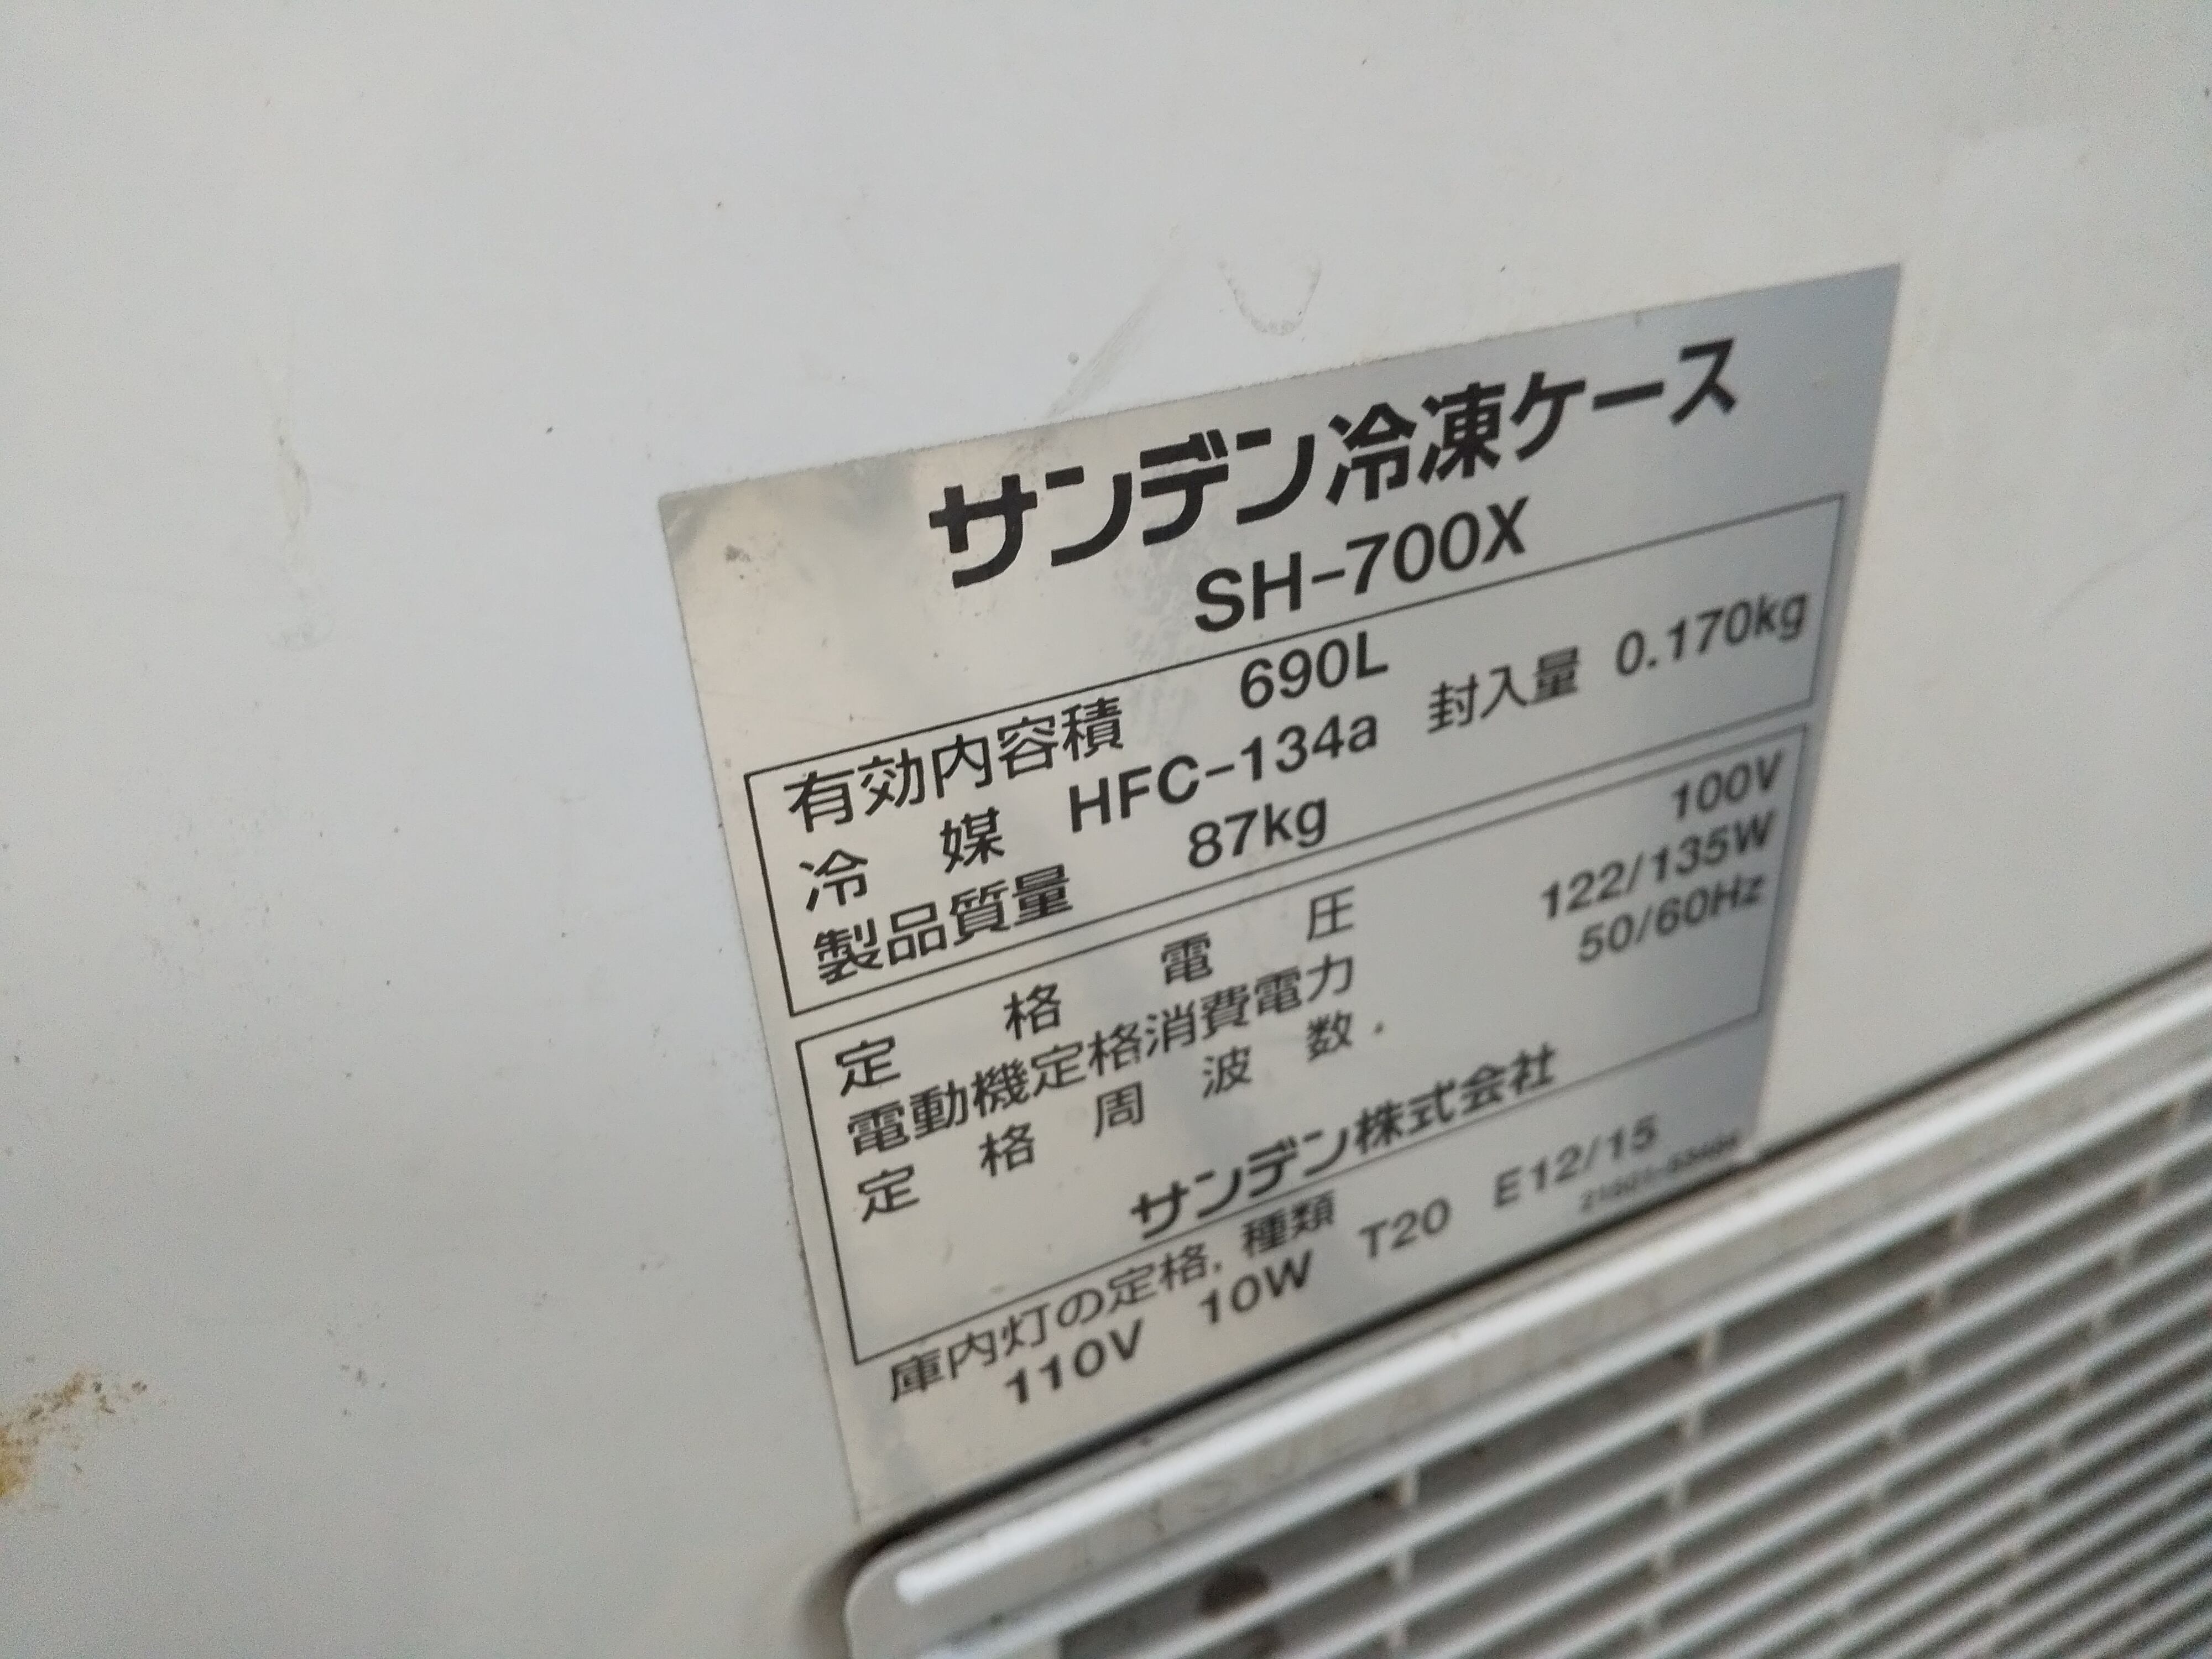 サンデン冷凍ケース
SH-700X
有効内容積 690L
冷媒 HFC-134a 封入量 0.170kg
製品質量 87kg
定格電圧 100V
電動機定格消費電力 122/135W
定格周波数 50/60Hz
サンデン株式会社
庫内灯の定格,種類
110V 10W T20 E12/15